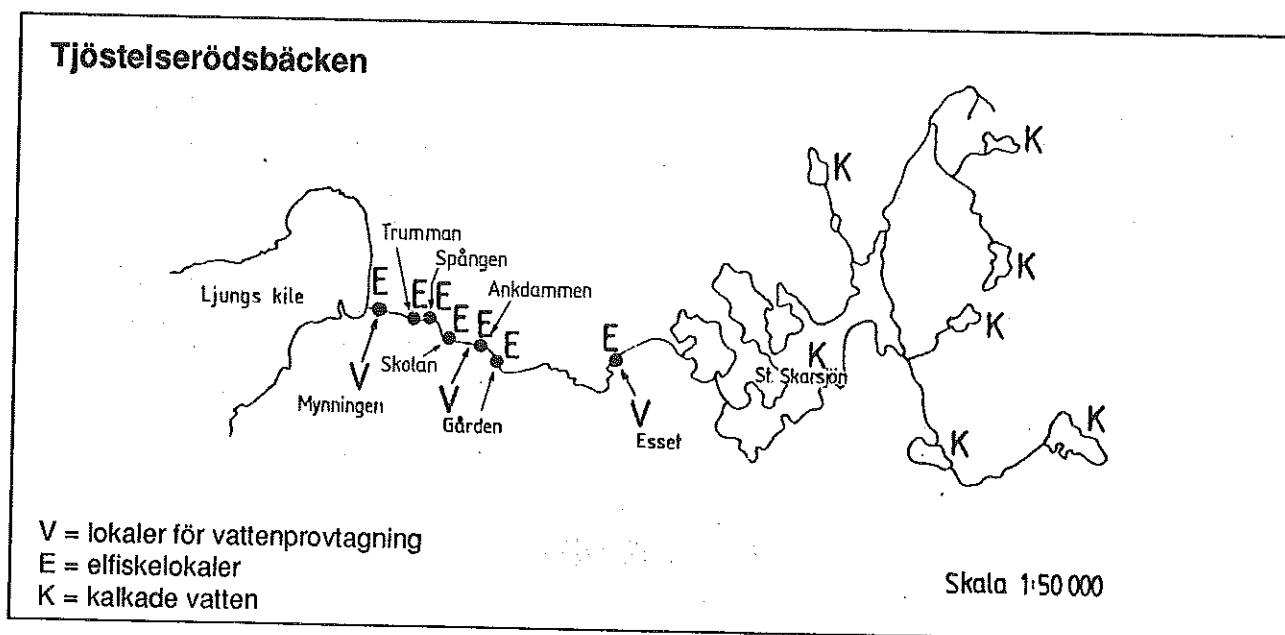 Tjöstelserödsbäcken
K
K
Trumman
Spången
K
E
E E
Ankdammen
Ljungs kile
E
E
E
E
K
Skolan
K
St. Skarsjön
V
Mynningen
V
Gården
V
Esset
K
K
V = lokaler för vattenprovtagning
E = elfiskelokaler
K = kalkade vatten
Skala 1:50 000